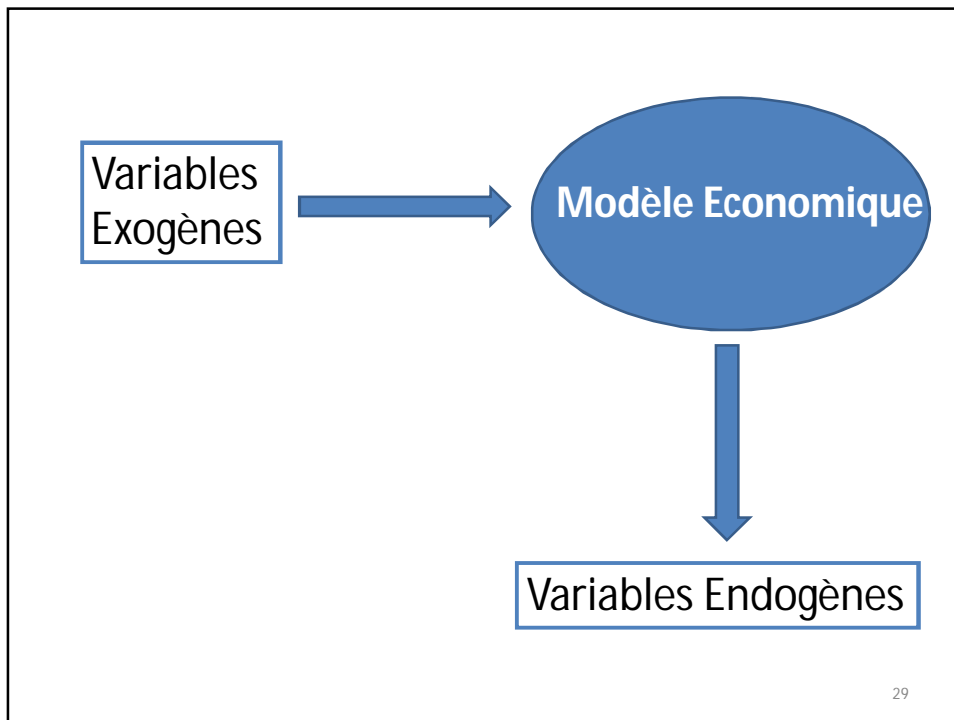 Variables
Exogènes
Modèle Economique
Variables Endogènes
29